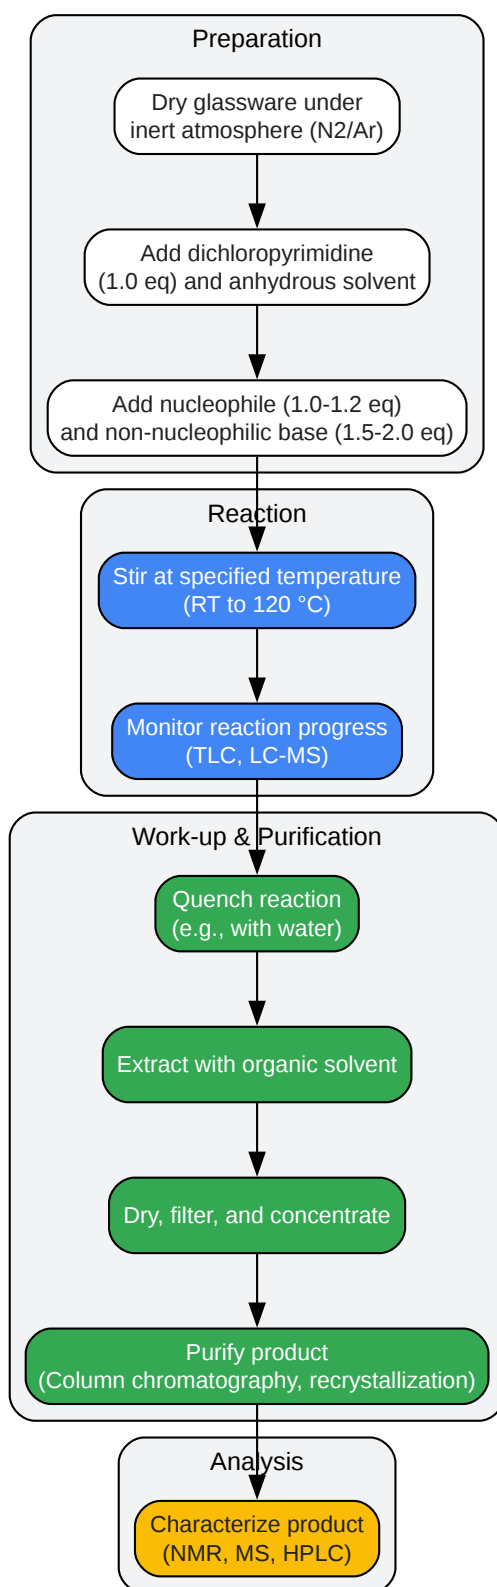 Preparation
Dry glassware under
inert atmosphere (N2/Ar)
Add dichloropyrimidine
(1.0 eq) and anhydrous solvent
Add nucleophile (1.0-1.2 eq)
and non-nucleophilic base (1.5-2.0 eq)
Reaction
Stir at specified temperature
(RT to 120 °C)
Monitor reaction progress
(TLC, LC-MS)
Work-up & Purification
Quench reaction
(e.g., with water)
Extract with organic solvent
Dry, filter, and concentrate
Purify product
(Column chromatography, recrystallization)
Analysis
Characterize product
(NMR, MS, HPLC)